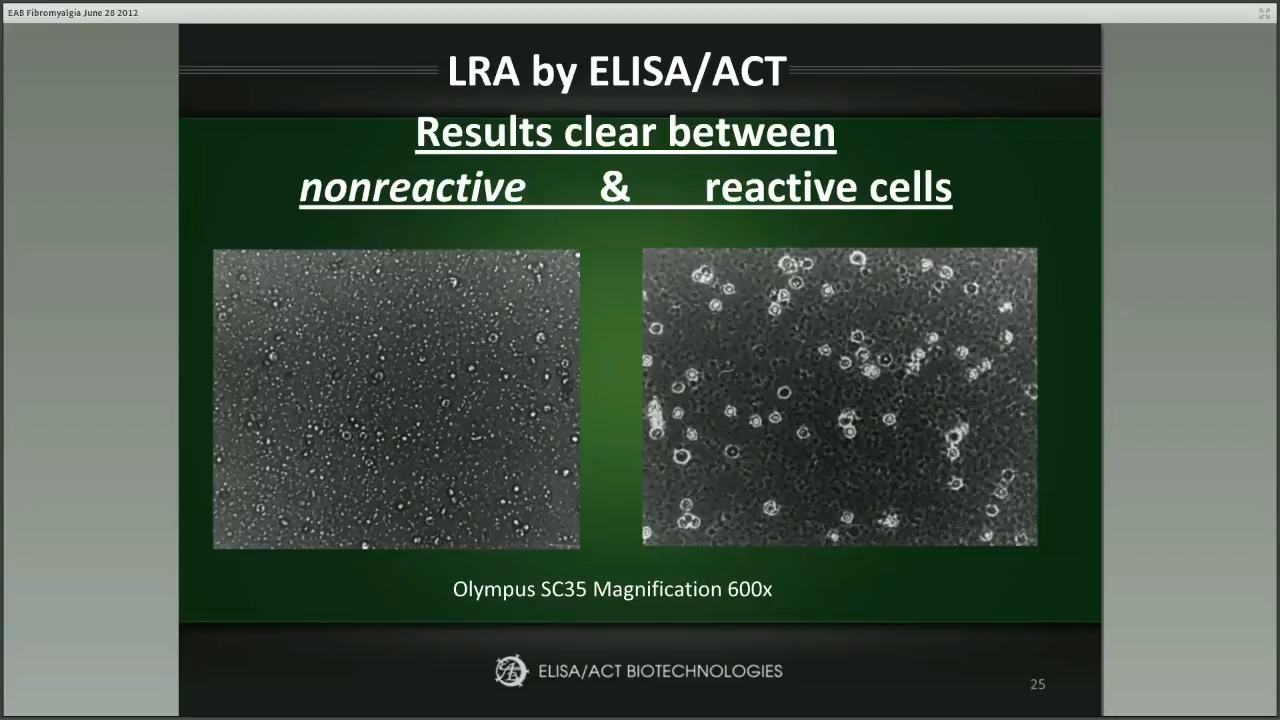 EAB Fibromyalgia June 28 2012
LRA by ELISA/ACT
Results clear between
nonreactive & reactive cells
Olympus SC35 Magnification 600x
ELISA/ACT BIOTECHNOLOGIES
25